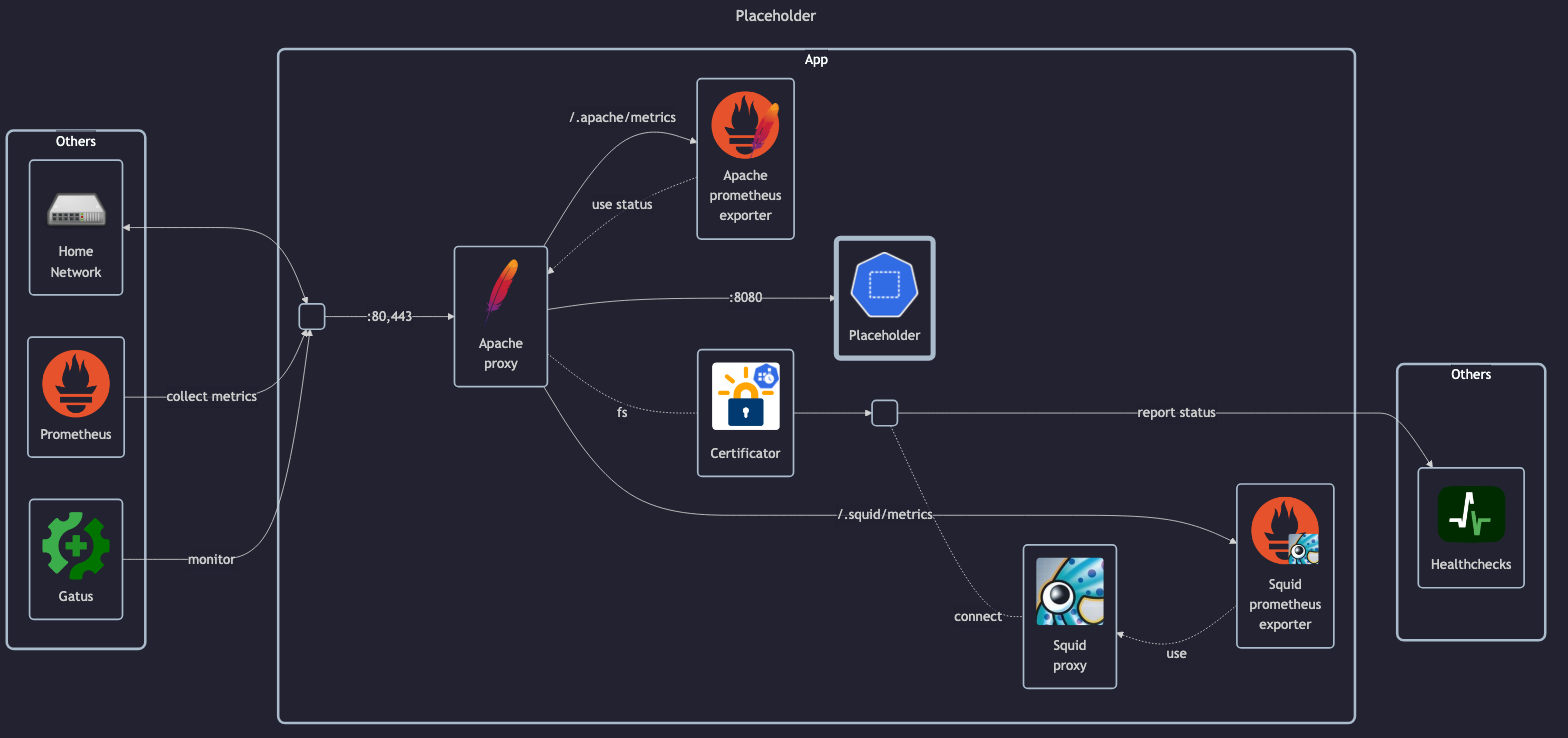 Placeholder
App
Others
Home
Network
Prometheus
Gatus
collect metrics
monitor
:80,443
Apache
proxy
/.apache/metrics
use status
Apache
prometheus
exporter
:8080
Placeholder
fs
Certificator
report status
/.squid/metrics
connect
Squid
proxy
use
Squid
prometheus
exporter
Others
Healthchecks